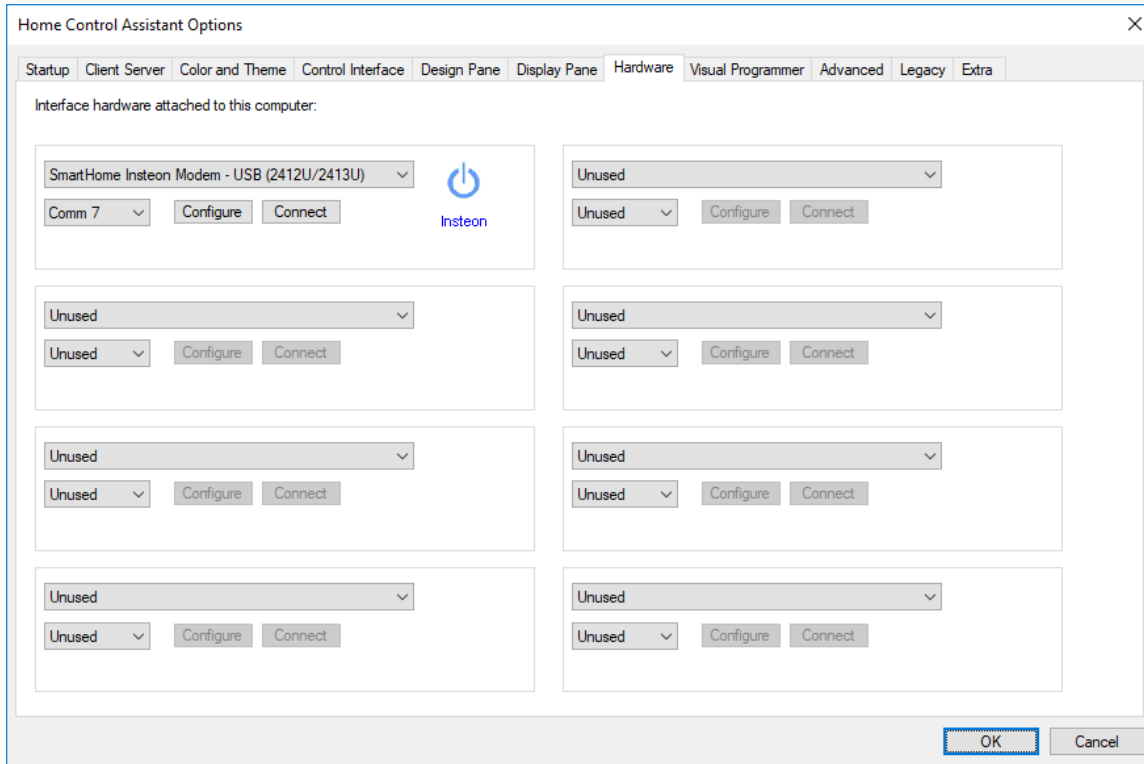 Home Control Assistant Options
Startup Client Server Color and Theme Control Interface Design Pane Display Pane Hardware Visual Programmer Advanced Legacy Extra
Interface hardware attached to this computer:
SmartHome Insteon Modem - USB (2412U/2413U)
Comm 7 Configure Connect
Insteon
Unused
Unused Configure Connect
Unused
Unused Configure Connect
Unused
Unused Configure Connect
Unused
Unused Configure Connect
Unused
Unused Configure Connect
Unused
Unused Configure Connect
Unused
Unused Configure Connect
OK Cancel